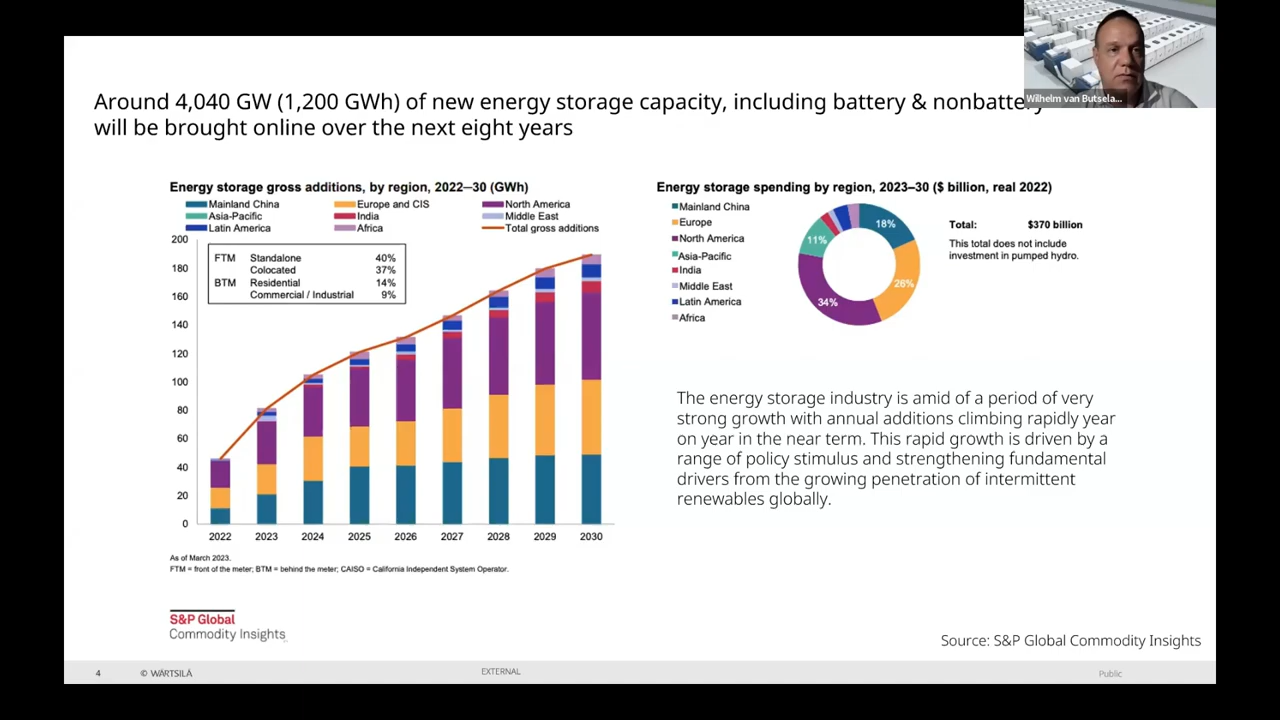 Wilhelm van Butsela...
Around 4,040 GW (1,200 GWh) of new energy storage capacity, including battery & nonbattery
will be brought online over the next eight years
Energy storage gross additions, by region, 2022—30 (GWh)
Mainland China
Europe and CIS
North America
Asia-Pacific
India
Middle East
Latin America
Africa
Total gross additions
200
180
160
140
120
100
80
60
40
20
0
FTM Standalone 40%
Colocated 37%
BTM Residential 14%
Commercial / Industrial 9%
2022 2023 2024 2025 2026 2027 2028 2029 2030
As of March 2023.
FTM = front of the meter; BTM = behind the meter; CAISO = California Independent System Operator.
Energy storage spending by region, 2023–30 ($ billion, real 2022)
Mainland China
Europe
North America
Asia-Pacific
India
Middle East
Latin America
Africa
18%
26%
34%
11%
Total: $370 billion
This total does not include
investment in pumped hydro.
The energy storage industry is amid of a period of very
strong growth with annual additions climbing rapidly year
on year in the near term. This rapid growth is driven by a
range of policy stimulus and strengthening fundamental
drivers from the growing penetration of intermittent
renewables globally.
S&P Global
Commodity Insights
Source: S&P Global Commodity Insights
4 © WÄRTSILÄ EXTERNAL Public